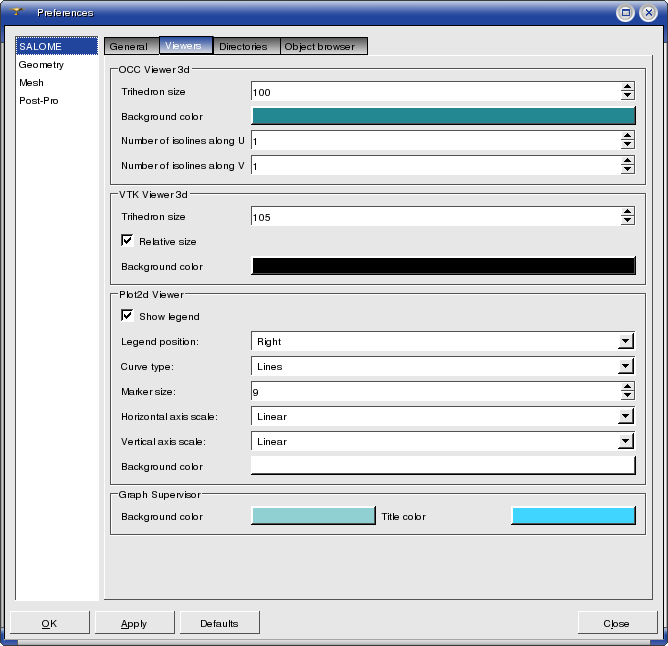 Preferences
SALOME
Geometry
Mesh
Post-Pro
General Viewers Directories Object browser
OCC Viewer 3d
Trihedron size 100
Background color
Number of isolines along U 1
Number of isolines along V 1
VTK Viewer 3d
Trihedron size 105
Relative size
Background color
Plot2d Viewer
Show legend
Legend position: Right
Curve type: Lines
Marker size: 9
Horizontal axis scale: Linear
Vertical axis scale: Linear
Background color
Graph Supervisor
Background color Title color
OK Apply Defaults Close